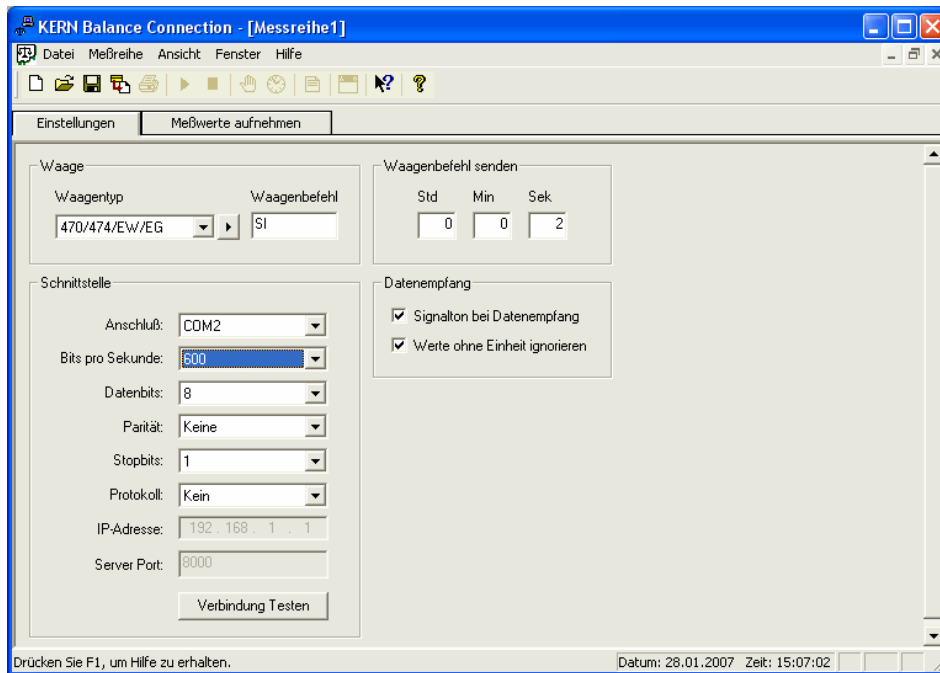 KERN Balance Connection - [Messreihe1]
Datei Meßreihe Ansicht Fenster Hilfe
Einstellungen Meßwerte aufnehmen
Waage
Waagentyp Waagenbefehl
470/474/EW/EG SI
Waagenbefehl senden
Std Min Sek
0 0 2
Schnittstelle
Anschluß: COM2
Bits pro Sekunde: 600
Datenbits: 8
Parität: Keine
Stopbits: 1
Protokoll: Kein
IP-Adresse: 192 . 168 . 1 . 1
Server Port: 8000
Verbindung Testen
Datenempfang
Signalton bei Datenempfang
Werte ohne Einheit ignorieren
Drücken Sie F1, um Hilfe zu erhalten. Datum: 28.01.2007 Zeit: 15:07:02